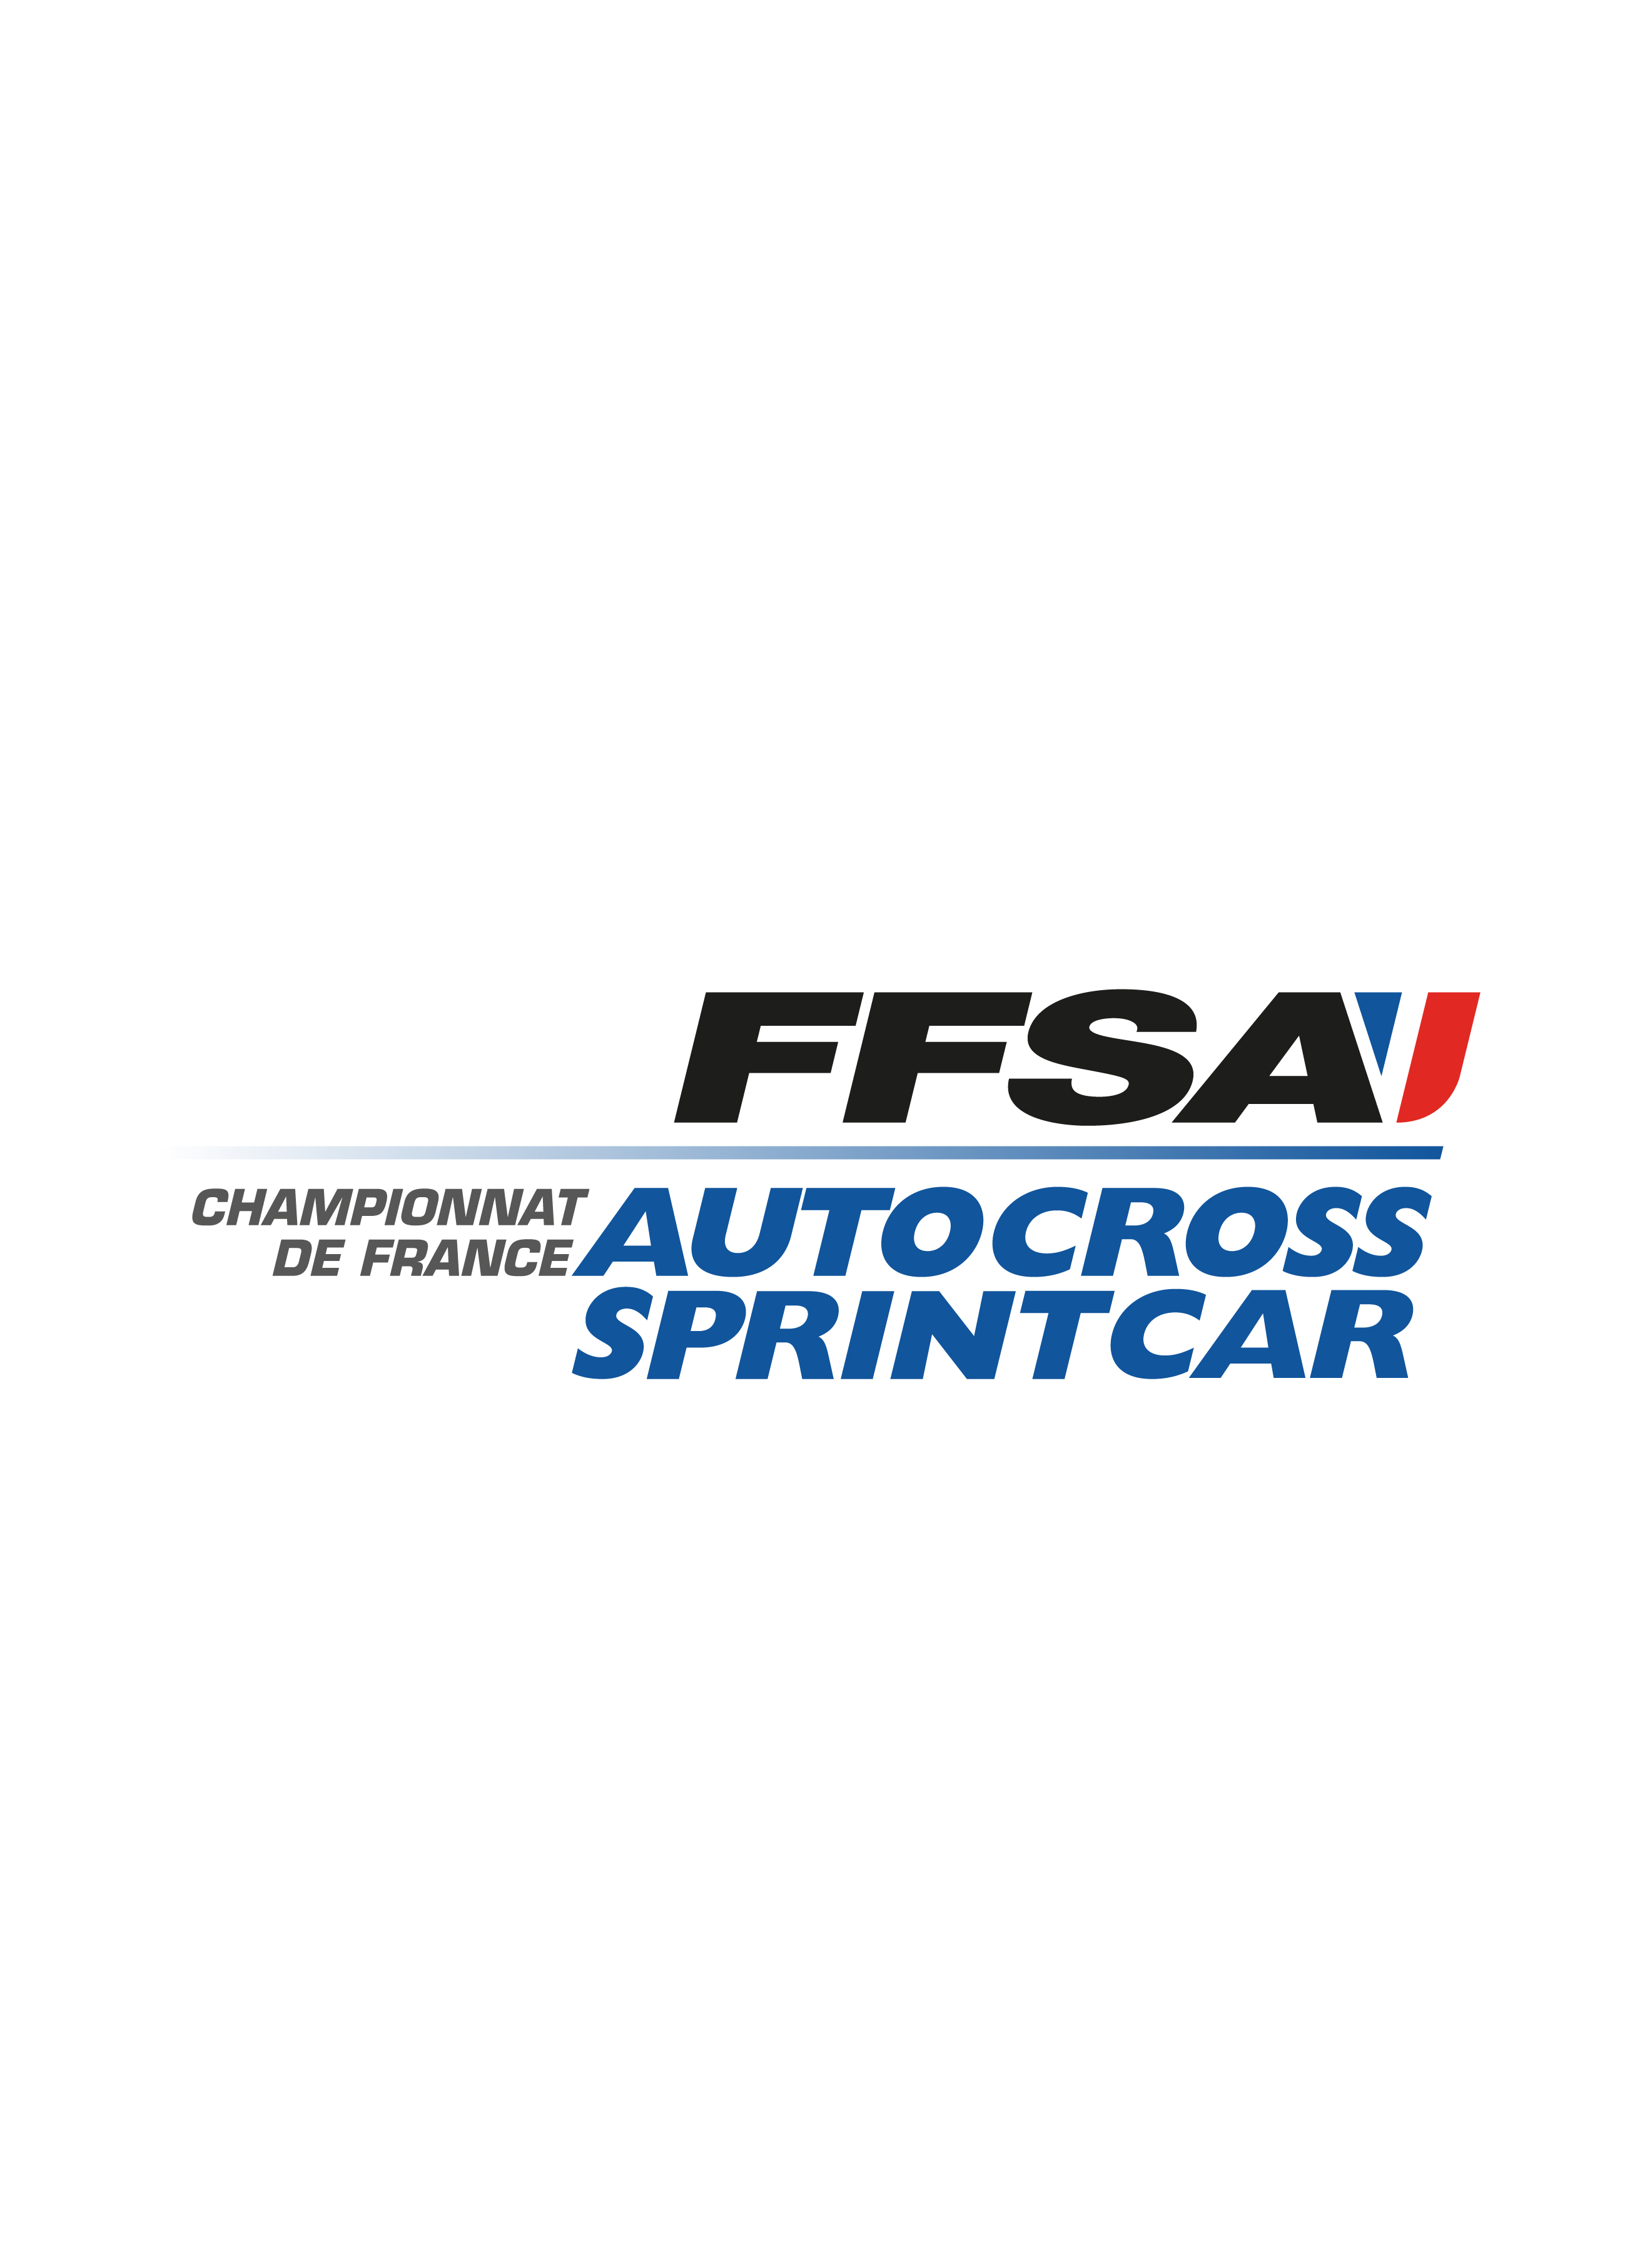 FFSA
CHAMPIONNAT
DE FRANCE
AUTOCROSS
SPRINTCAR